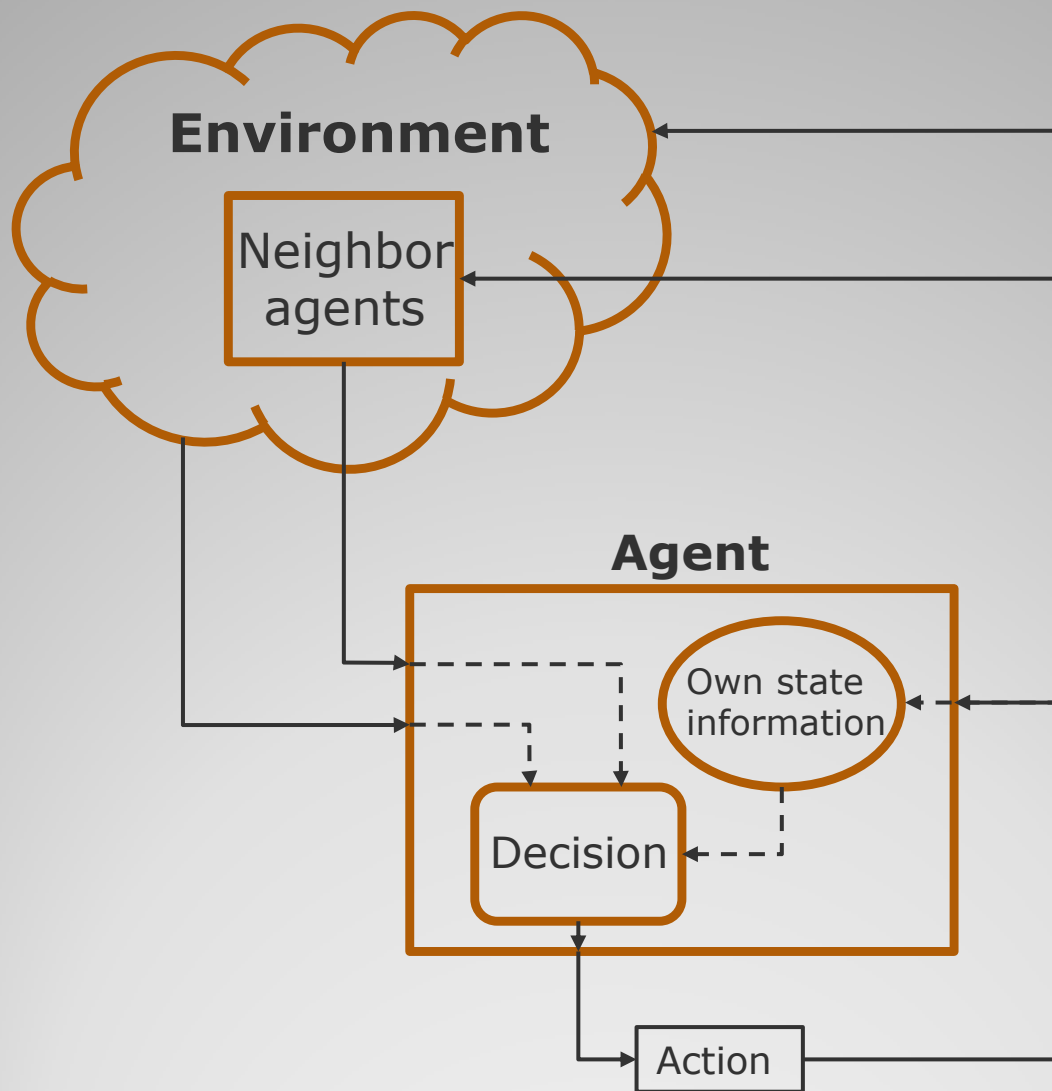 Environment
Neighbor
agents
Agent
Own state
information
Decision
Action